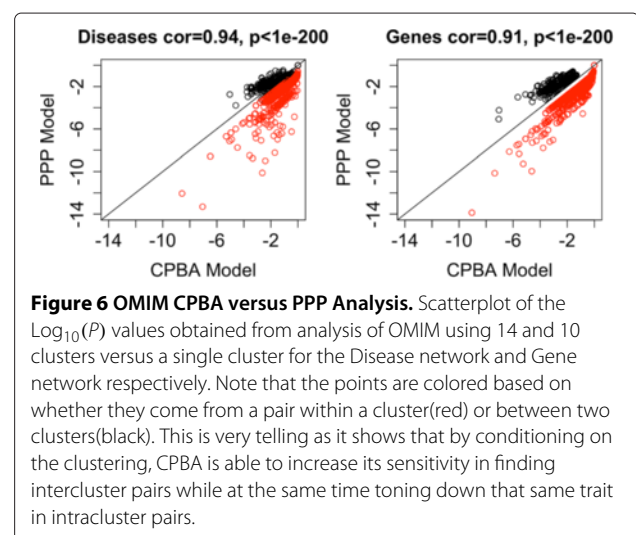 Diseases cor=0.94, p<1e-200
Genes cor=0.91, p<1e-200
PPP Model
-2
-6
-10
-14
-14
-10
-6
-2
CPBA Model
PPP Model
-2
-6
-10
-14
-14
-10
-6
-2
CPBA Model
Figure 6 OMIM CPBA versus PPP Analysis. Scatterplot of the
Log₁₀(P) values obtained from analysis of OMIM using 14 and 10
clusters versus a single cluster for the Disease network and Gene
network respectively. Note that the points are colored based on
whether they come from a pair within a cluster(red) or between two
clusters(black). This is very telling as it shows that by conditioning on
the clustering, CPBA is able to increase its sensitivity in finding
intercluster pairs while at the same time toning down that same trait
in intracluster pairs.